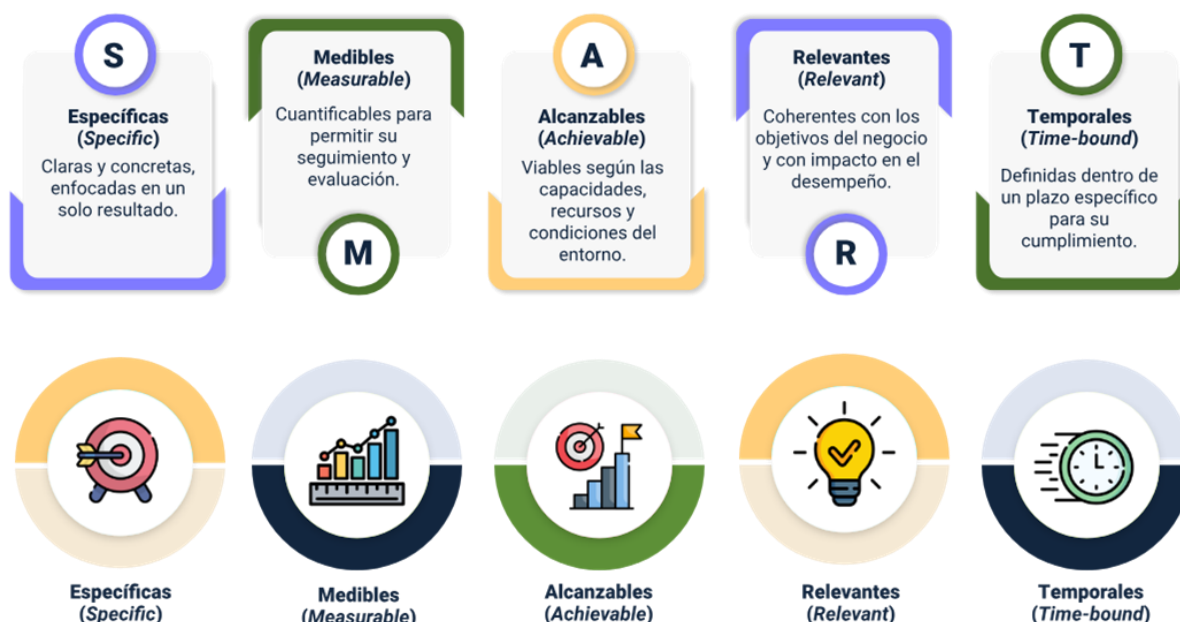 S
Específicas
(Specific)
Claras y concretas,
enfocadas en un
solo resultado.
Medibles
(Measurable)
Cuantificables para
permitir su
seguimiento y
evaluación.
M
A
Alcanzables
(Achievable)
Viables según las
capacidades,
recursos y
condiciones del
entorno.
Relevantes
(Relevant)
Coherentes con los
objetivos del negocio
y con impacto en el
desempeño.
R
T
Temporales
(Time-bound)
Definidas dentro de
un plazo específico
para su
cumplimiento.
Específicas
(Specific)
Medibles
(Measurable)
Alcanzables
(Achievable)
Relevantes
(Relevant)
Temporales
(Time-bound)